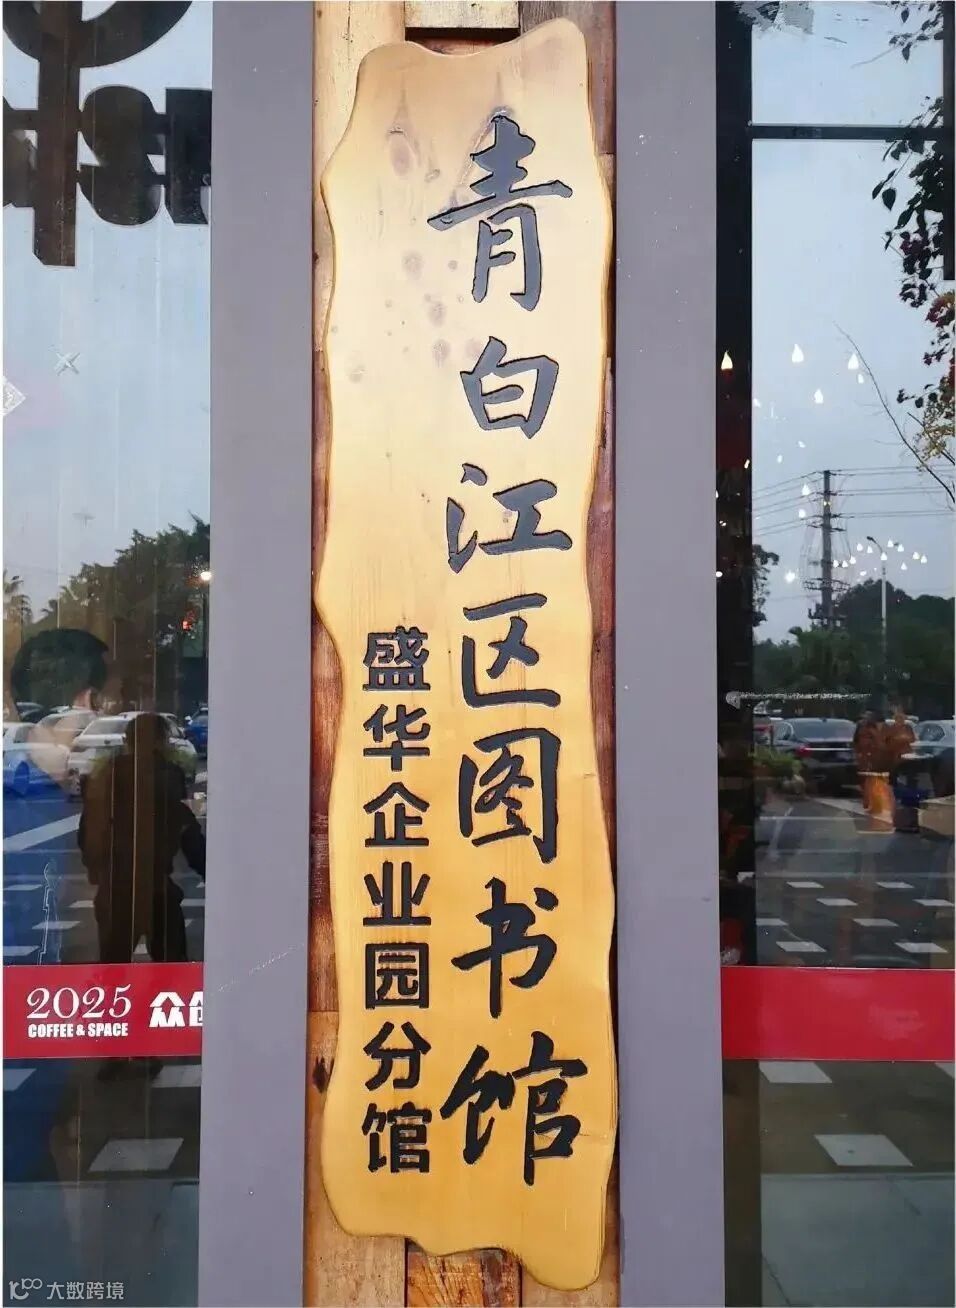 青白江区图书馆
盛华企业园分馆
2025
COFFEE & SPACE
众创
大数跨境